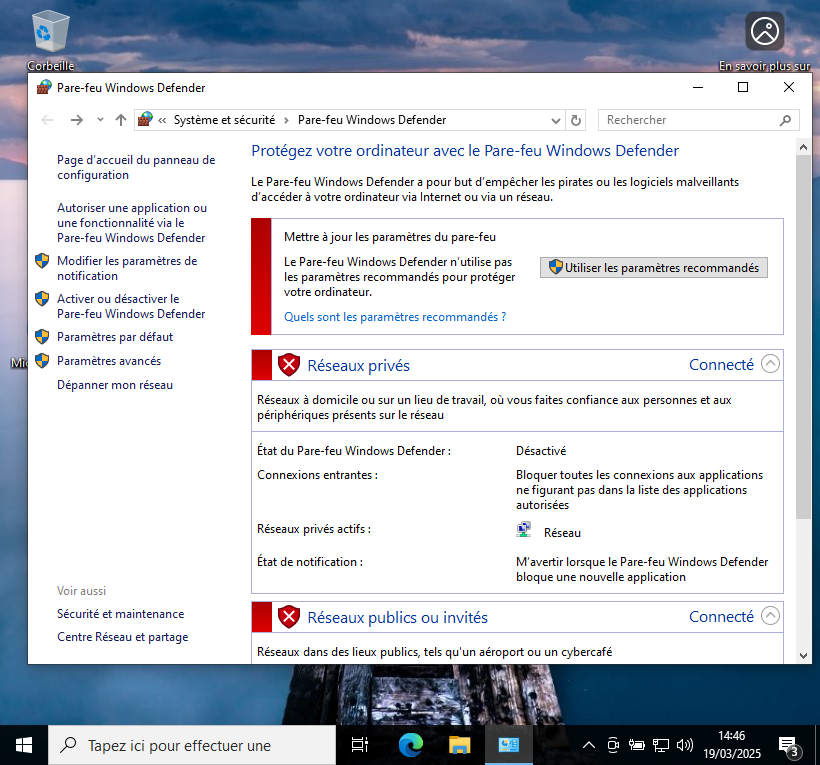 Corbeille
En savoir plus sur
Pare-feu Windows Defender
« Système et sécurité > Pare-feu Windows Defender
Rechercher
Page d'accueil du panneau de
configuration
Autoriser une application ou
une fonctionnalité via le
Pare-feu Windows Defender
Modifier les paramètres de
notification
Activer ou désactiver le
Pare-feu Windows Defender
Paramètres par défaut
Paramètres avancés
Dépanner mon réseau
Mic
Voir aussi
Sécurité et maintenance
Centre Réseau et partage
Protégez votre ordinateur avec le Pare-feu Windows Defender
Le Pare-feu Windows Defender a pour but d'empêcher les pirates ou les logiciels malveillants
d'accéder à votre ordinateur via Internet ou via un réseau.
Mettre à jour les paramètres du pare-feu
Le Pare-feu Windows Defender n'utilise pas
les paramètres recommandés pour protéger
votre ordinateur.
Utiliser les paramètres recommandés
Quels sont les paramètres recommandés ?
Réseaux privés
Connecté
Réseaux à domicile ou sur un lieu de travail, où vous faites confiance aux personnes et aux
périphériques présents sur le réseau
État du Pare-feu Windows Defender :
Désactivé
Connexions entrantes :
Bloquer toutes les connexions aux applications
ne figurant pas dans la liste des applications
autorisées
Réseaux privés actifs :
Réseau
État de notification :
M'avertir lorsque le Pare-feu Windows Defender
bloque une nouvelle application
Réseaux publics ou invités
Connecté
Réseaux dans des lieux publics, tels qu'un aéroport ou un cybercafé
Tapez ici pour effectuer une
14:46
19/03/2025
3